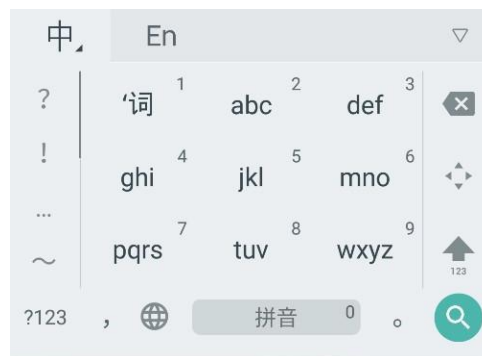 中 En
? '词 1 abc 2 def 3
! ghi 4 jkl 5 mno 6
...
～ pqrs 7 tuv 8 wxyz 9 123
?123 , 拼音 0 。